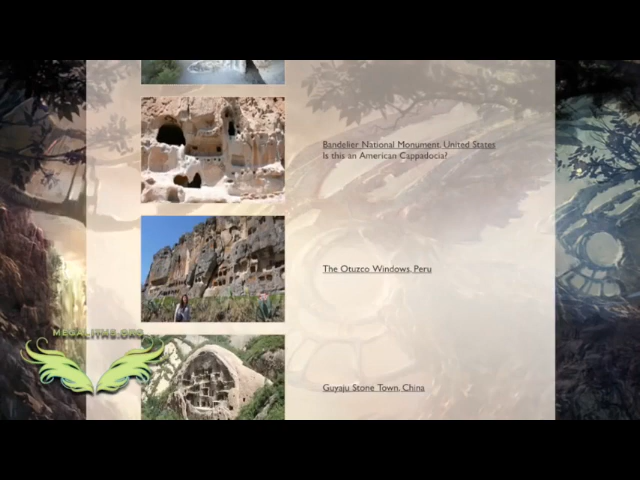 Bandelier National Monument, United States
Is this an American Cappadocia?
The Otuzco Windows, Peru
MEGALITHS.ORG
Guyaju Stone Town, China